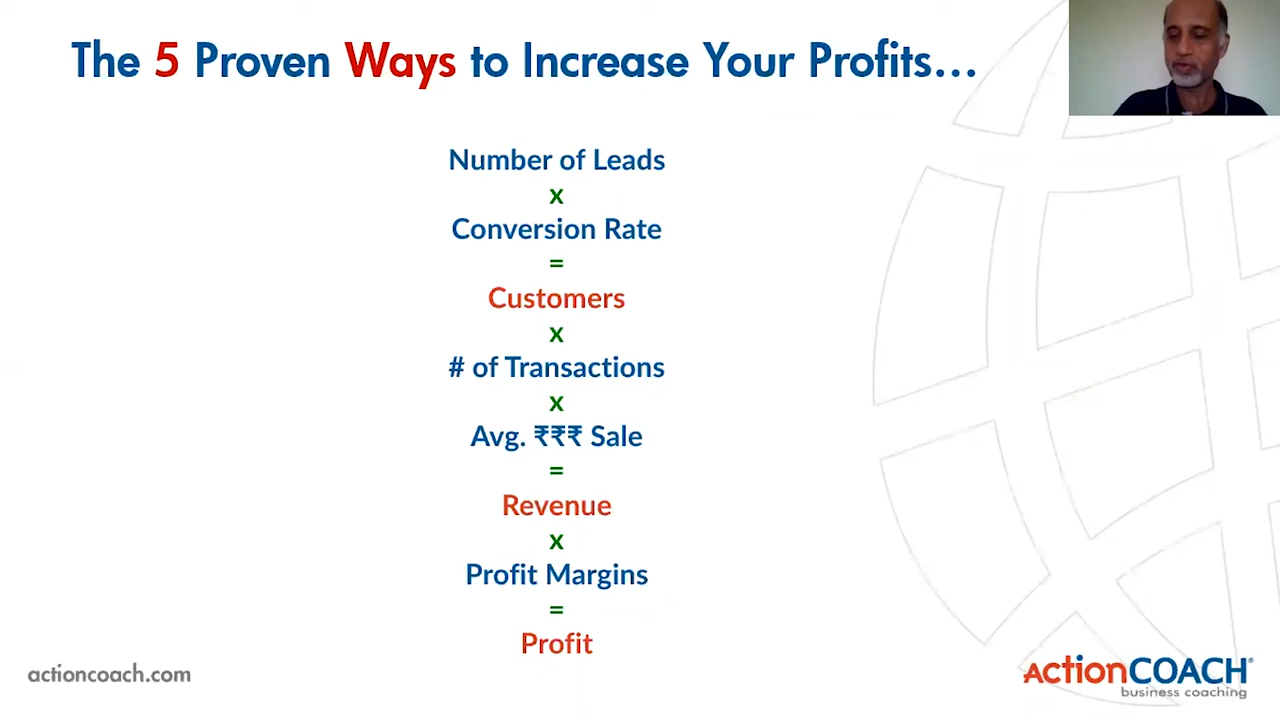 The 5 Proven Ways to Increase Your Profits...
Number of Leads
x
Conversion Rate
=
Customers
x
# of Transactions
x
Avg. ₹₹₹ Sale
=
Revenue
x
Profit Margins
=
Profit
actioncoach.com
actionCOACH®
business coaching